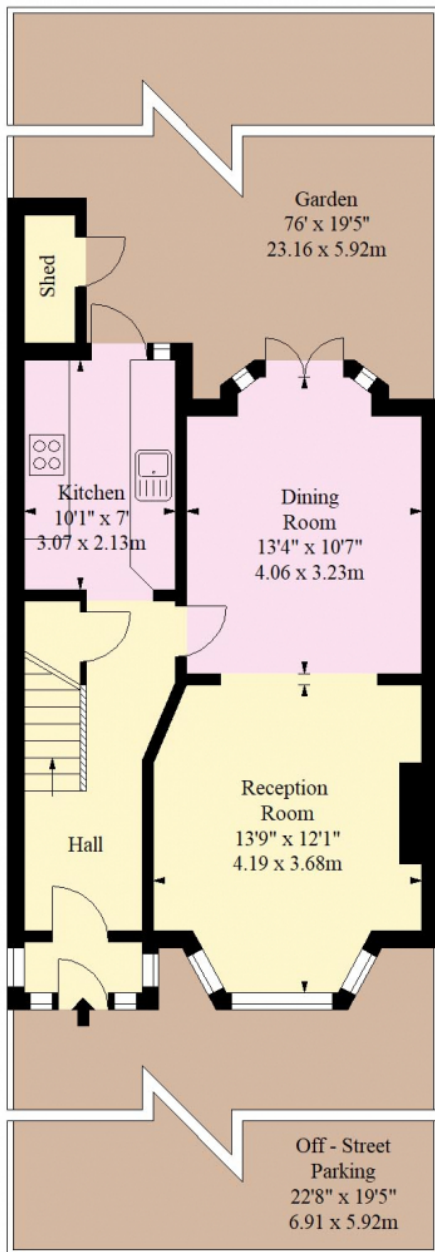 Garden
76' x 19'5"
23.16 x 5.92m
Shed
Kitchen
10'1" x 7'
3.07 x 2.13m
Dining
Room
13'4" x 10'7"
4.06 x 3.23m
Reception
Room
13'9" x 12'1"
4.19 x 3.68m
Hall
Off - Street
Parking
22'8" x 19'5"
6.91 x 5.92m